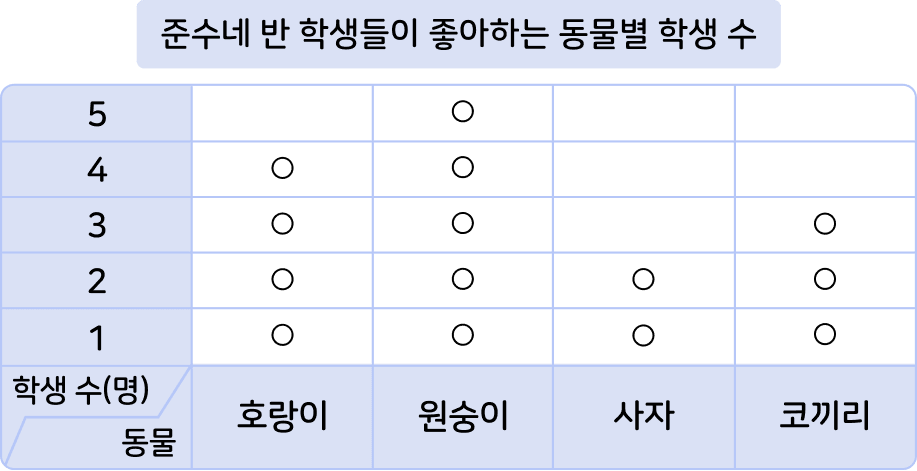 준수네 반 학생들이 좋아하는 동물별 학생 수
5 ○
4 ○ ○
3 ○ ○ ○
2 ○ ○ ○ ○
1 ○ ○ ○ ○
학생 수(명)
동물
호랑이 원숭이 사자 코끼리